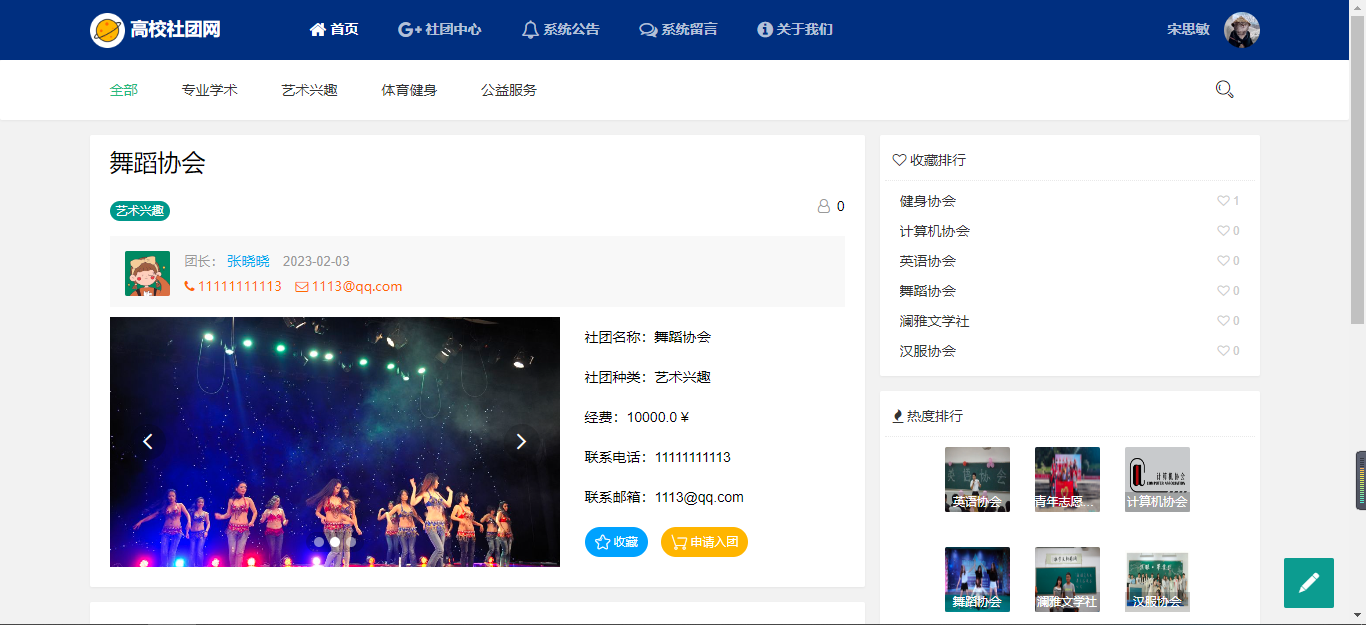 高校社团网
首页
社团中心
系统公告
系统留言
关于我们
宋思敏
全部
专业学术
艺术兴趣
体育健身
公益服务
舞蹈协会
艺术兴趣
0
团长： 张晓晓 2023-02-03
11111111113 1113@qq.com
社团名称：舞蹈协会
社团种类：艺术兴趣
经费：10000.0 ¥
联系电话：11111111113
联系邮箱：1113@qq.com
收藏
申请入团
收藏排行
健身协会 1
计算机协会 0
英语协会 0
舞蹈协会 0
澜雅文学社 0
汉服协会 0
热度排行
英语协会
青年志愿...
计算机协会
计算机协会
舞蹈协会
澜雅文学社
汉服协会